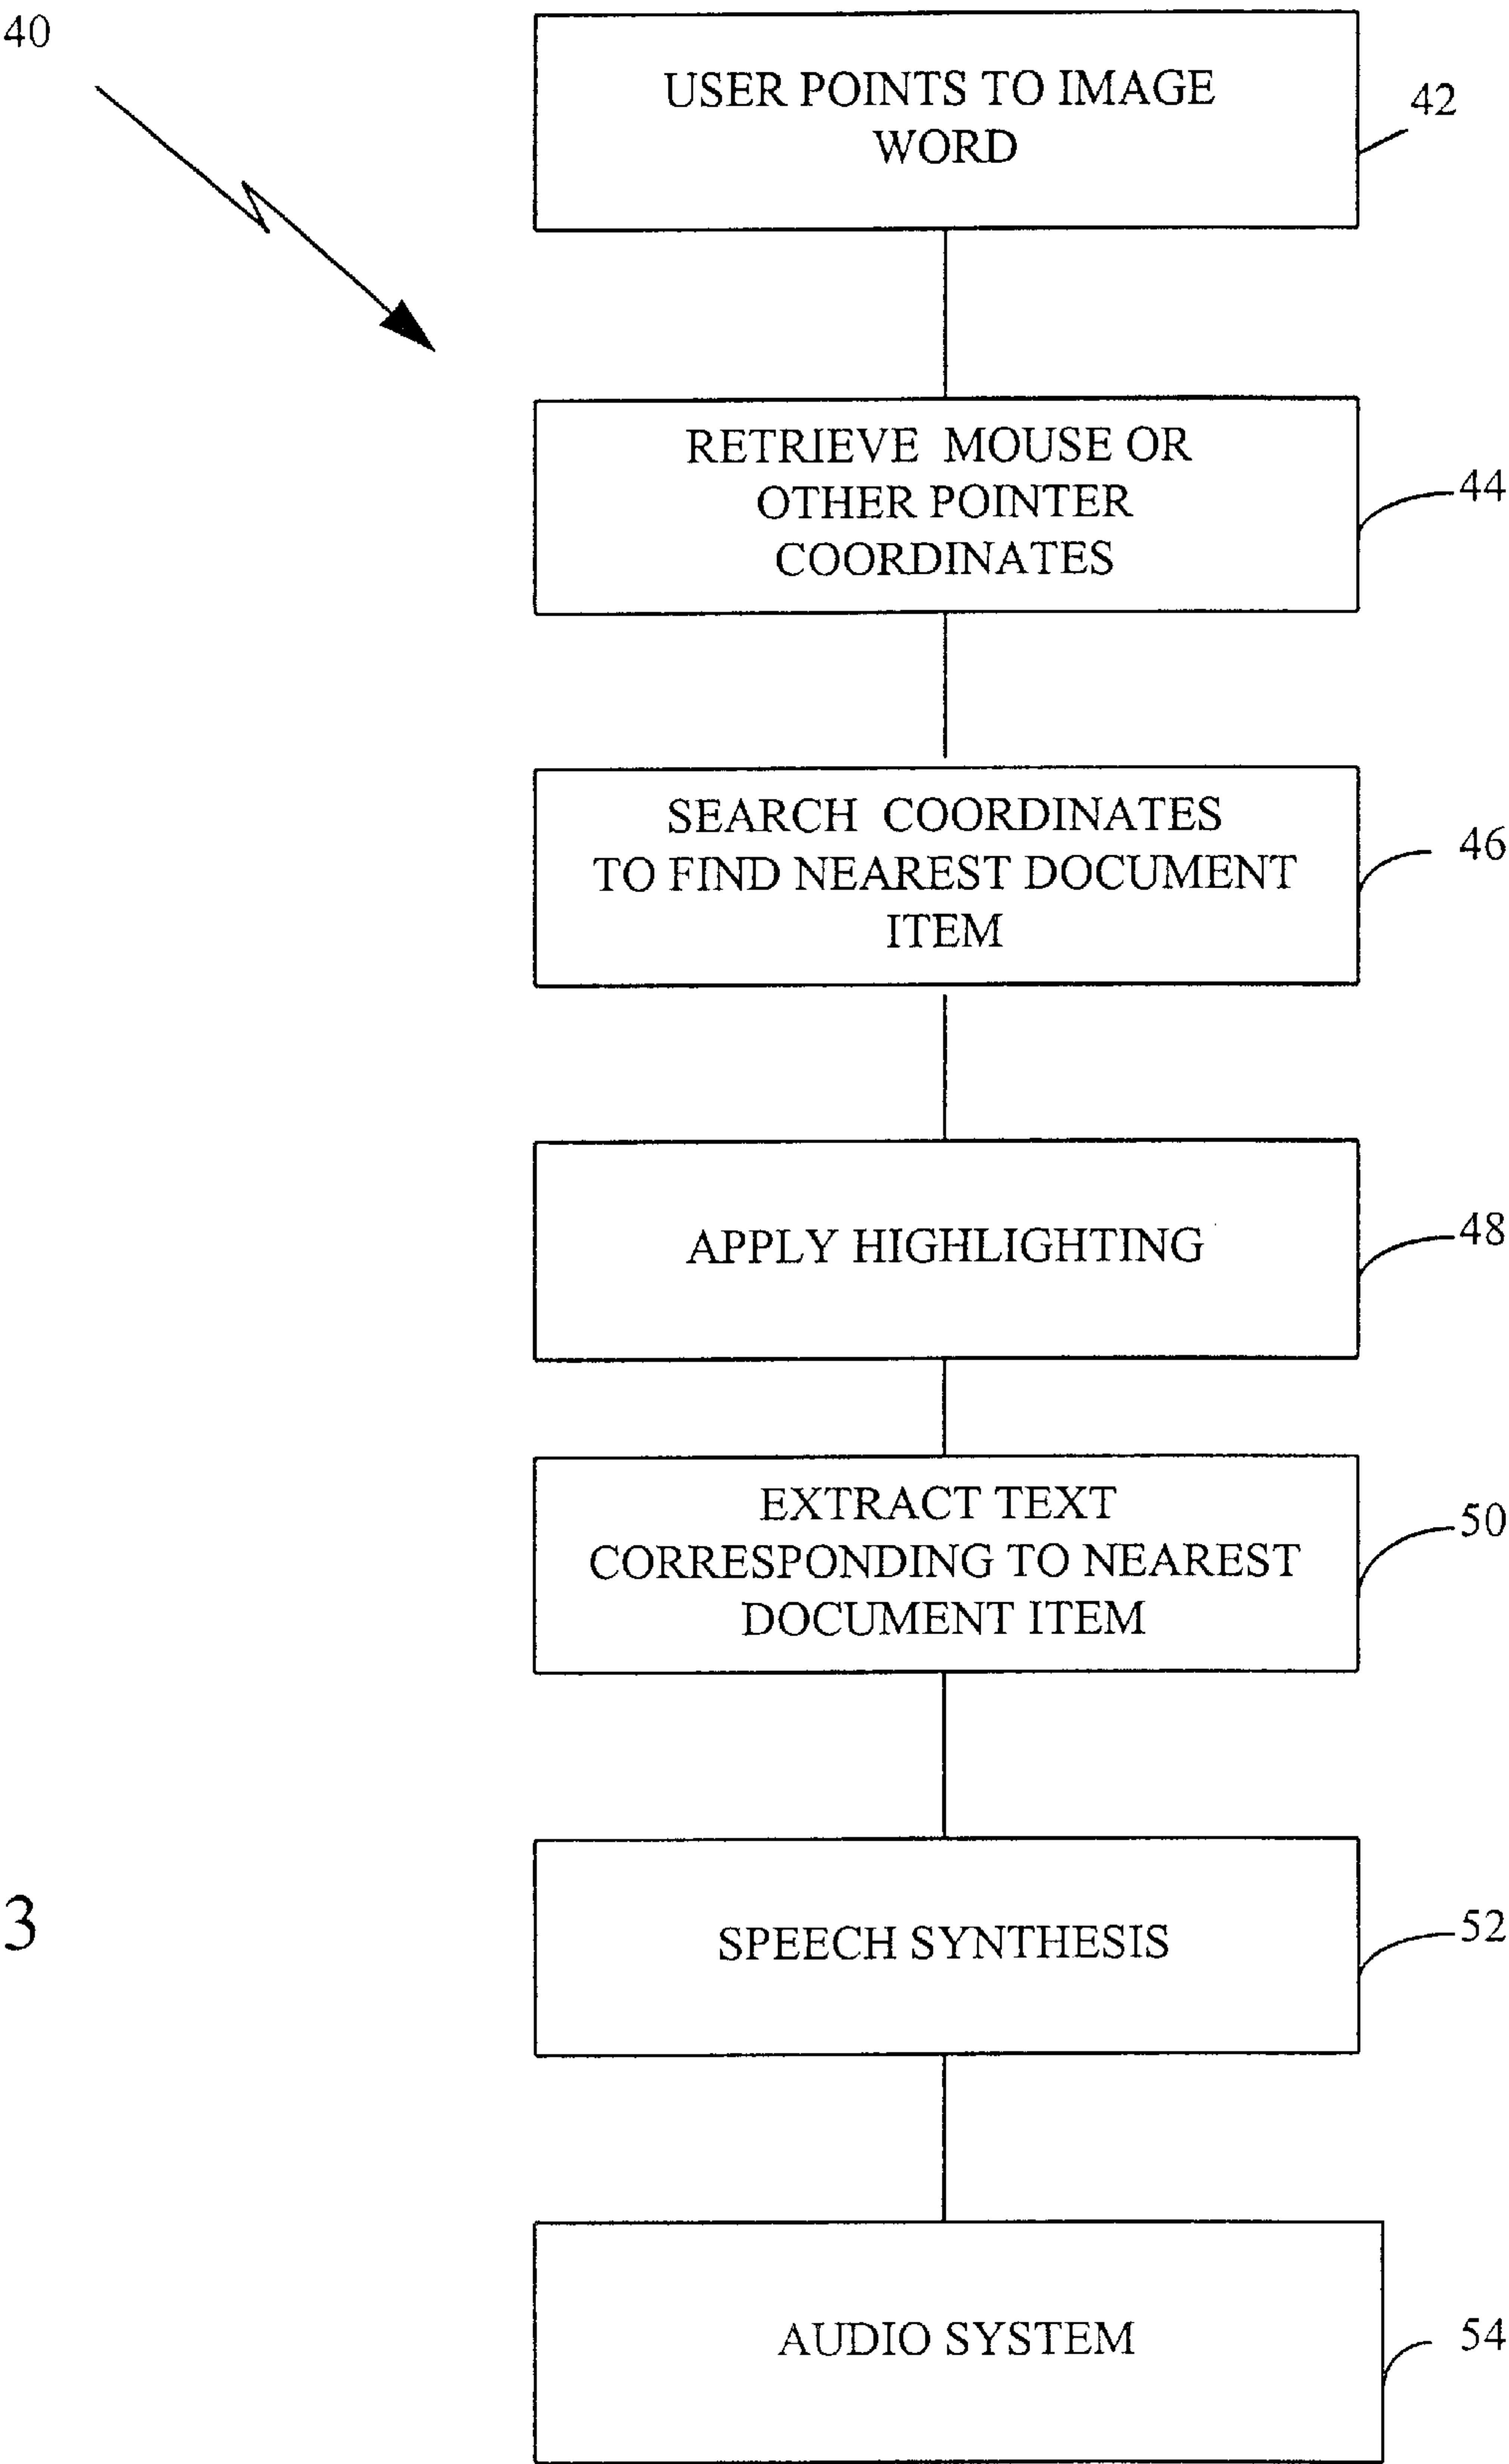 40
USER POINTS TO IMAGE
WORD
42
RETRIEVE MOUSE OR
OTHER POINTER
COORDINATES
44
SEARCH COORDINATES
TO FIND NEAREST DOCUMENT
ITEM
46
APPLY HIGHLIGHTING
48
EXTRACT TEXT
CORRESPONDING TO NEAREST
DOCUMENT ITEM
50
3
SPEECH SYNTHESIS
52
AUDIO SYSTEM
54